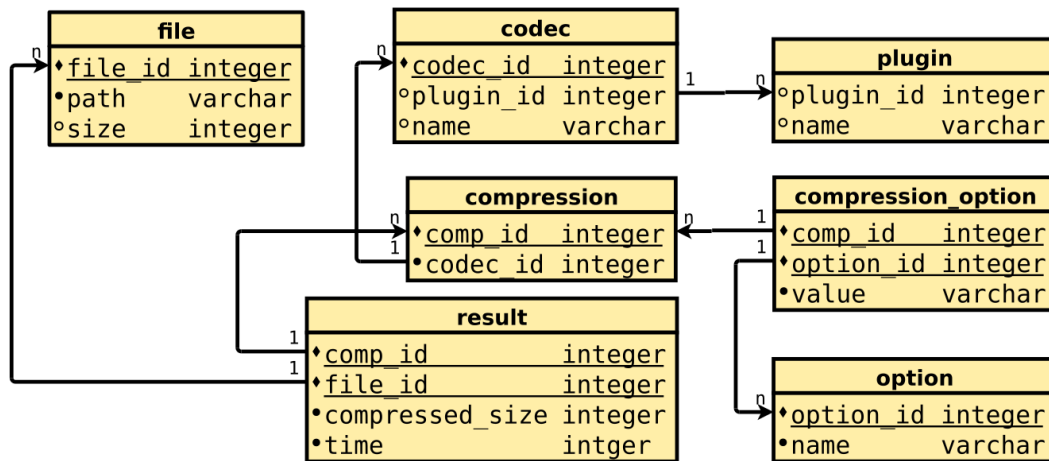 file
n
file_id integer
path varchar
size integer
codec
n
codec_id integer
plugin_id integer
name varchar
1
n
plugin
plugin_id integer
name varchar
compression
n
comp_id integer
1
codec_id integer
n
1
compression_option
comp_id integer
1
option_id integer
value varchar
result
1
comp_id integer
1
file_id integer
compressed_size integer
time intger
option
n
option_id integer
name varchar